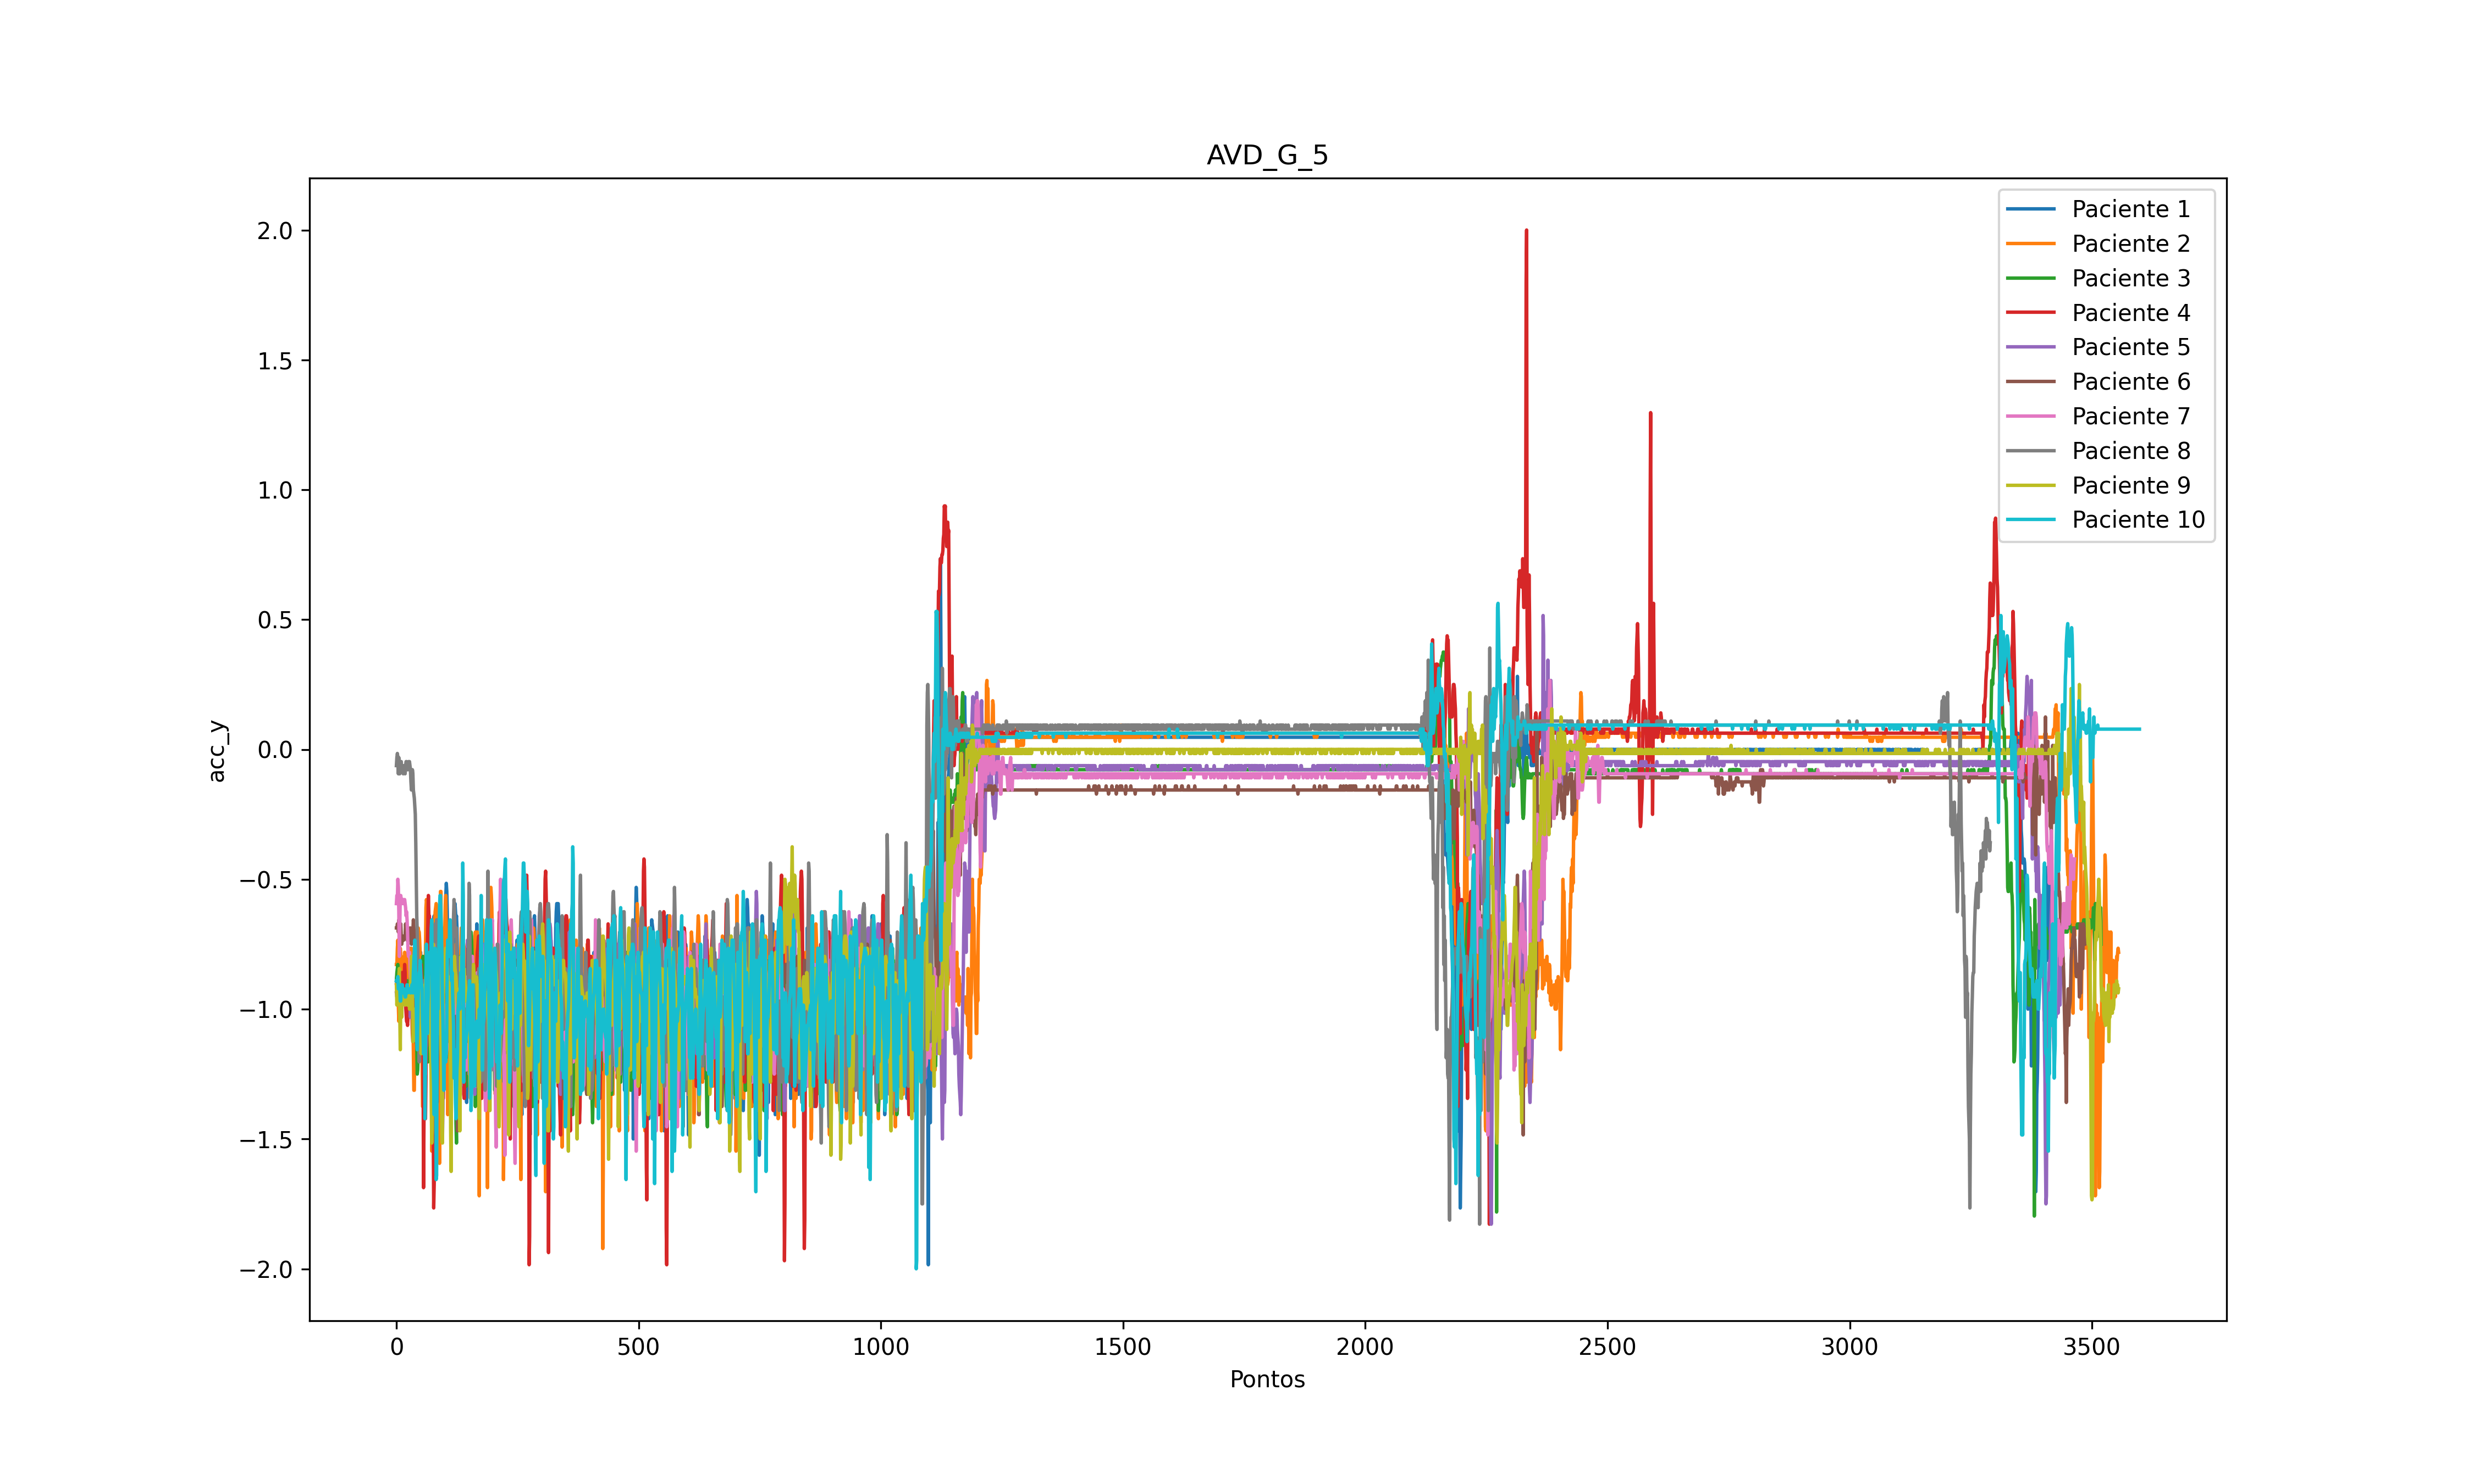 AVD_G_5
2.0
1.5
1.0
0.5
0.0
−0.5
−1.0
−1.5
−2.0
acc_y
Paciente 1
Paciente 2
Paciente 3
Paciente 4
Paciente 5
Paciente 6
Paciente 7
Paciente 8
Paciente 9
Paciente 10
0 500 1000 1500 2000 2500 3000 3500
Pontos